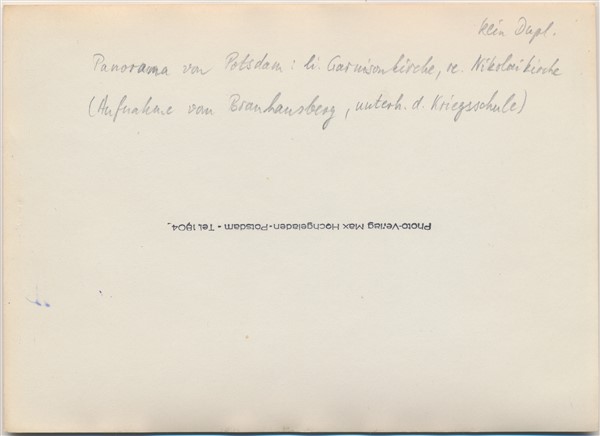 kein Dupl.
Panorama von Potsdam: li. Garnisonkirche, re. Nikolaikirche
(Aufnahme vom Brauhausberg, unterh. d. Kriegsschule)
Photo-Verlag Max Hochgeladen-Potsdam - Tel. 1904.